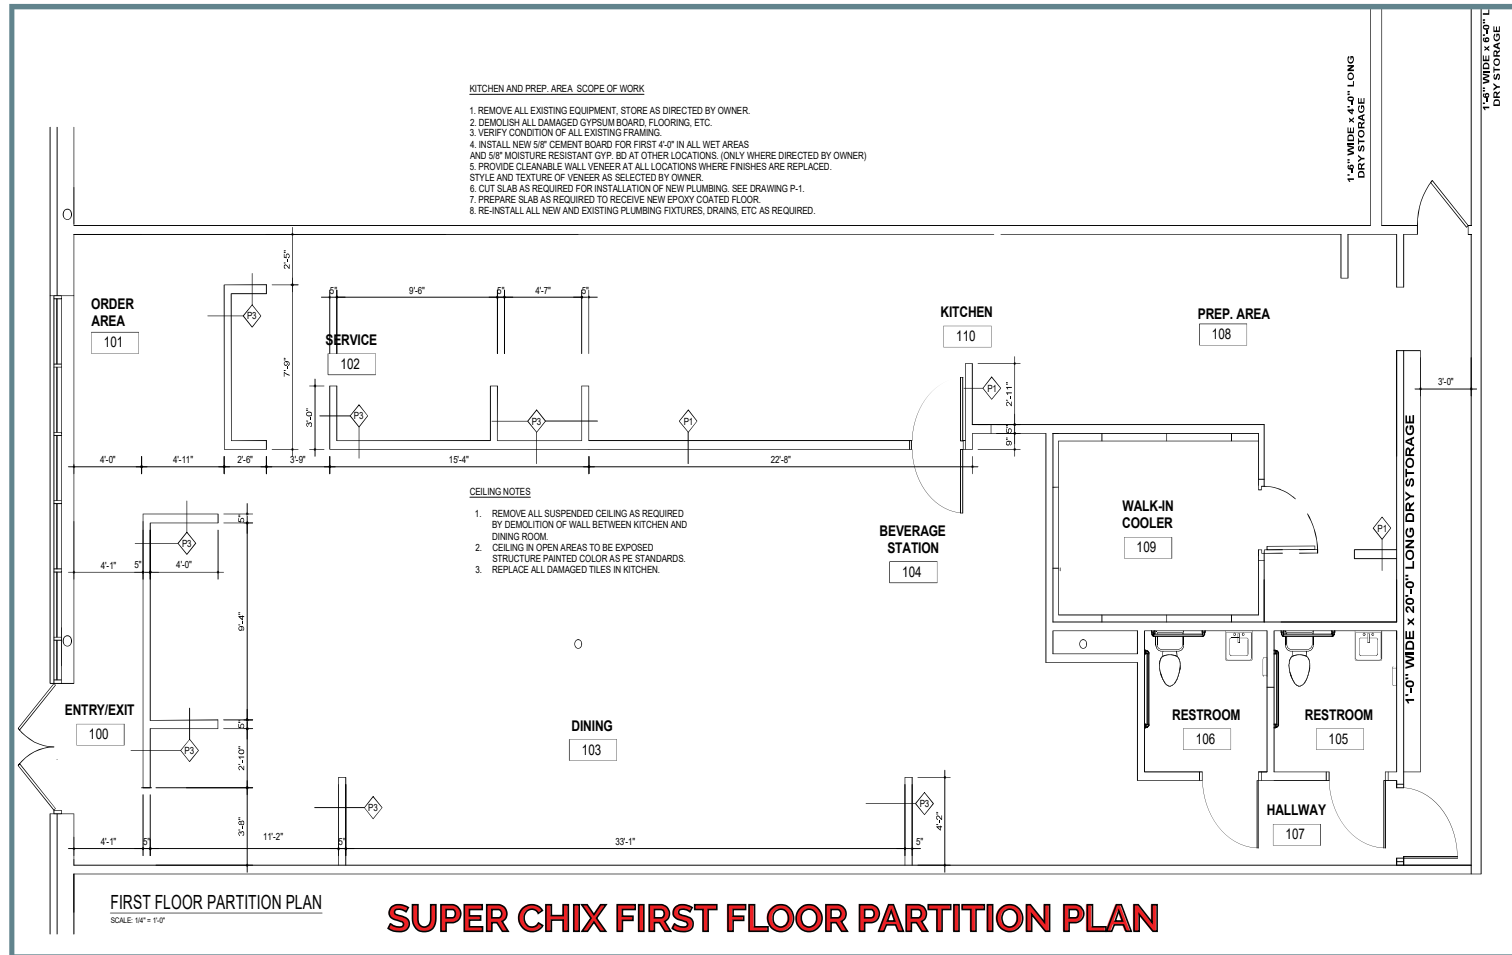 1'-6" WIDE x 6'-0" L
DRY STORAGE
1'-6" WIDE x 4'-0" LONG
DRY STORAGE
KITCHEN AND PREP. AREA SCOPE OF WORK
1. REMOVE ALL EXISTING EQUIPMENT, STORE AS DIRECTED BY OWNER.
2. DEMOLISH ALL DAMAGED GYPSUM BOARD, FLOORING, ETC.
3. VERIFY CONDITION OF ALL EXISTING FRAMING.
4. INSTALL NEW 5/8" CEMENT BOARD FOR FIRST 4'-0" IN ALL WET AREAS
AND 5/8" MOISTURE RESISTANT GYP. BD AT OTHER LOCATIONS. (ONLY WHERE DIRECTED BY OWNER)
5. PROVIDE CLEANABLE WALL VENEER AT ALL LOCATIONS WHERE FINISHES ARE REPLACED.
STYLE AND TEXTURE OF VENEER AS SELECTED BY OWNER.
6. CUT SLAB AS REQUIRED FOR INSTALLATION OF NEW PLUMBING. SEE DRAWING P-1.
7. PREPARE SLAB AS REQUIRED TO RECEIVE NEW EPOXY COATED FLOOR.
8. RE-INSTALL ALL NEW AND EXISTING PLUMBING FIXTURES, DRAINS, ETC AS REQUIRED.
2'-5"
5" 9'-6" 5" 4'-7" 5"
ORDER
AREA
101
P3
SERVICE
102
KITCHEN
110
PREP. AREA
108
7'-9"
3'-0"
P3
P3
P1
P1
2'-11"
5"
9"
3'-0"
4'-0" 4'-11" 2'-6" 3'-9" 15'-4" 22'-8"
CEILING NOTES
1. REMOVE ALL SUSPENDED CEILING AS REQUIRED
BY DEMOLITION OF WALL BETWEEN KITCHEN AND
DINING ROOM.
2. CEILING IN OPEN AREAS TO BE EXPOSED
STRUCTURE PAINTED COLOR AS PE STANDARDS.
3. REPLACE ALL DAMAGED TILES IN KITCHEN.
BEVERAGE
STATION
104
WALK-IN
COOLER
109
P1
1'-0" WIDE x 20'-0" LONG DRY STORAGE
5"
P3
4'-1" 5" 4'-0"
9'-4"
ENTRY/EXIT
100
5"
P3
2'-10"
DINING
103
RESTROOM
106
RESTROOM
105
P3
P3
3'-8"
4'-2"
HALLWAY
107
4'-1" 5" 11'-2" 5" 33'-1" 5"
FIRST FLOOR PARTITION PLAN
SCALE: 1/4" = 1'-0"
SUPER CHIX FIRST FLOOR PARTITION PLAN